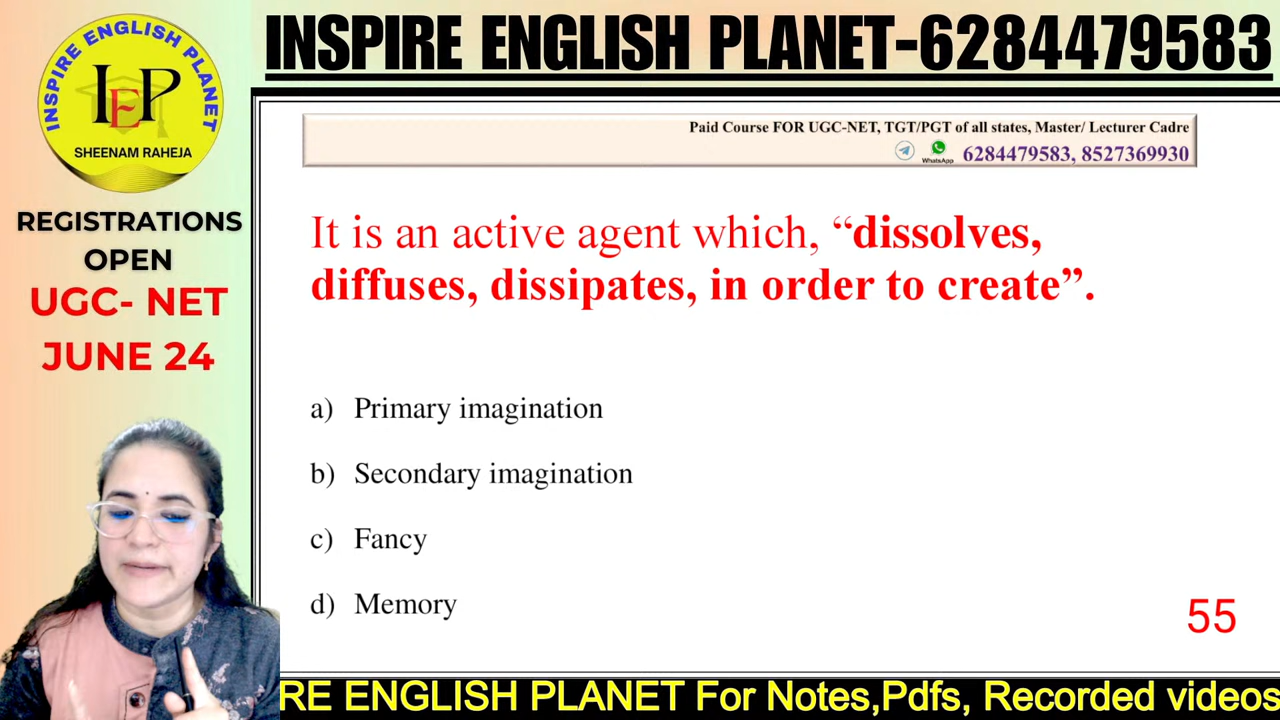 INSPIRE ENGLISH PLANET-6284479583
INSPIRE ENGLISH PLANET
IEP
SHEENAM RAHEJA
REGISTRATIONS
OPEN
UGC- NET
JUNE 24
Paid Course FOR UGC-NET, TGT/PGT of all states, Master/ Lecturer Cadre
WhatsApp 6284479583, 8527369930
It is an active agent which, “dissolves,
diffuses, dissipates, in order to create”.
a) Primary imagination
b) Secondary imagination
c) Fancy
d) Memory
55
RE ENGLISH PLANET For Notes,Pdfs, Recorded videos